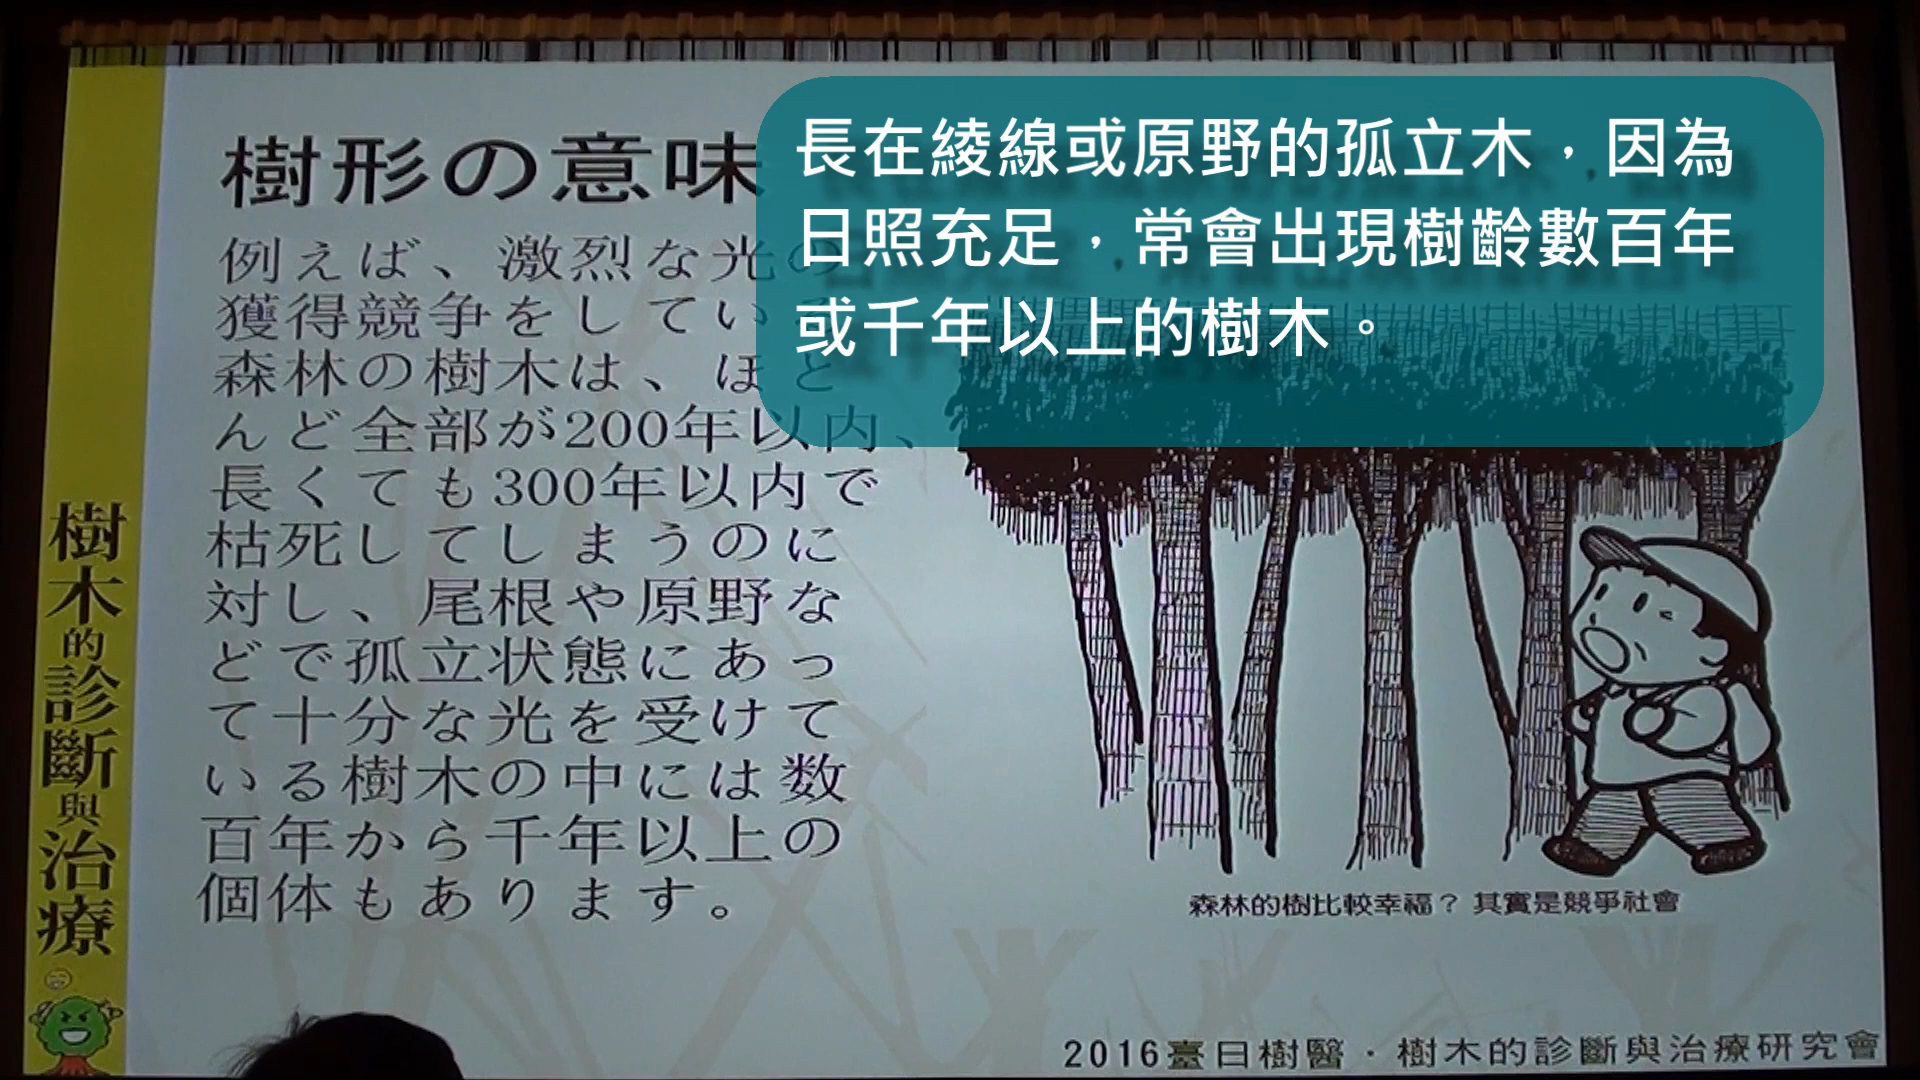 樹形の意味
長在綾線或原野的孤立木，因為
日照充足，常會出現樹齡數百年
或千年以上的樹木。
例えば、激烈な光の
獲得競争をしている
森林の樹木は、ほと
んど全部が200年以内、
長くても300年以内で
枯死してしまうのに
対し、尾根や原野な
どで孤立状態にあっ
て十分な光を受けて
いる樹木の中には数
百年から千年以上の
個体もあります。
森林的樹比較幸福？其實是競爭社會
樹木的診斷與治療
2016臺日樹醫．樹木的診斷與治療研究會